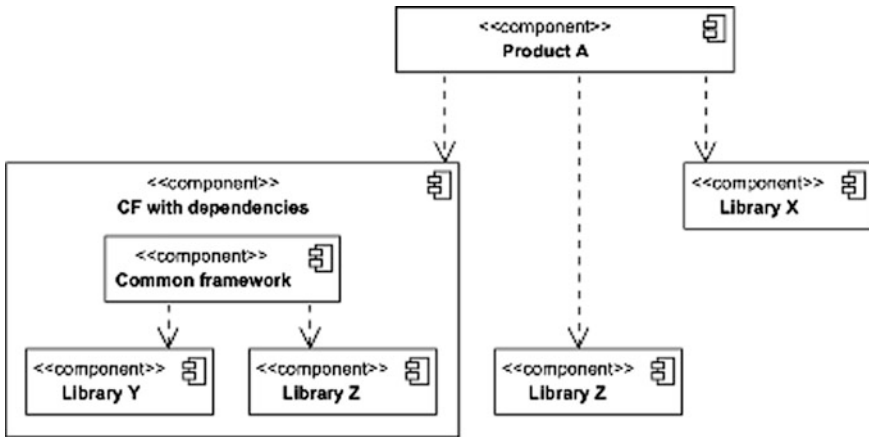 <<component>>
Product A
<<component>>
CF with dependencies
<<component>>
Library X
<<component>>
Common framework
<<component>>
Library Y
<<component>>
Library Z
<<component>>
Library Z